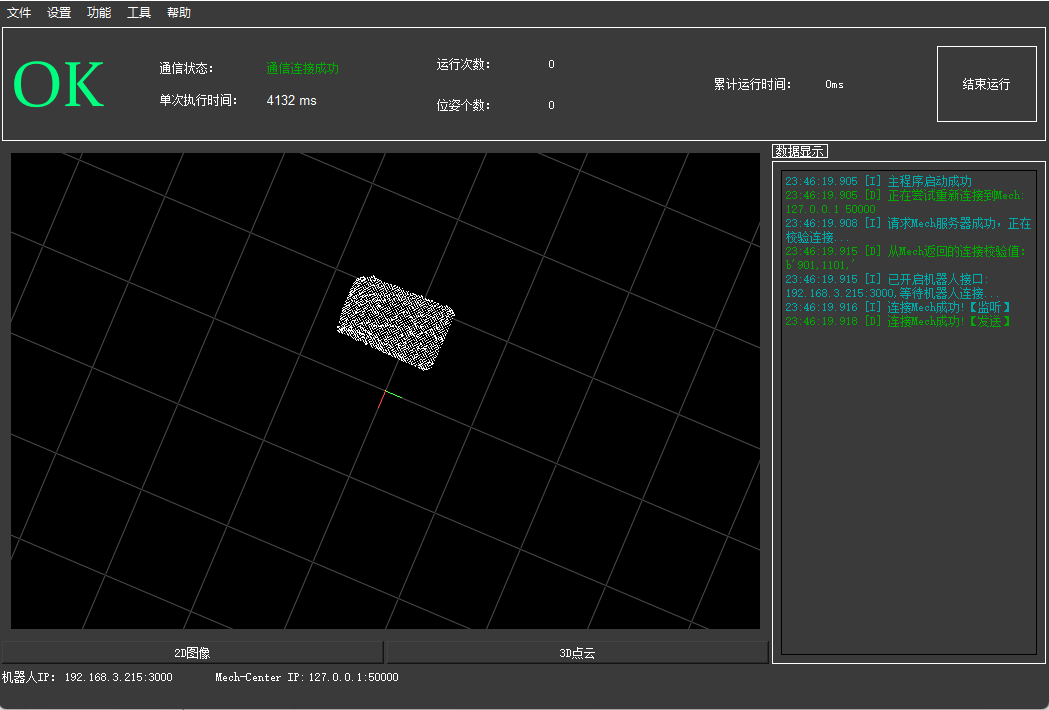 文件 设置 功能 工具 帮助
OK
通信状态： 通信连接成功
单次执行时间： 4132 ms
运行次数： 0
位姿个数： 0
累计运行时间： 0ms
结束运行
数据显示
23:46:19.905 [I] 主程序启动成功
23:46:19.905 [D] 正在尝试重新连接到Mech:
127.0.0.1 50000
23:46:19.908 [I] 请求Mech服务器成功，正在
校验连接...
23:46:19.915 [D] 从Mech返回的连接校验值：
b'901,1101,'
23:46:19.915 [I] 已开启机器人接口：
192.168.3.215:3000,等待机器人连接...
23:46:19.916 [I] 连接Mech成功!【监听】
23:46:19.918 [D] 连接Mech成功!【发送】
2D图像
3D点云
机器人IP: 192.168.3.215:3000 Mech-Center IP:127.0.0.1:50000